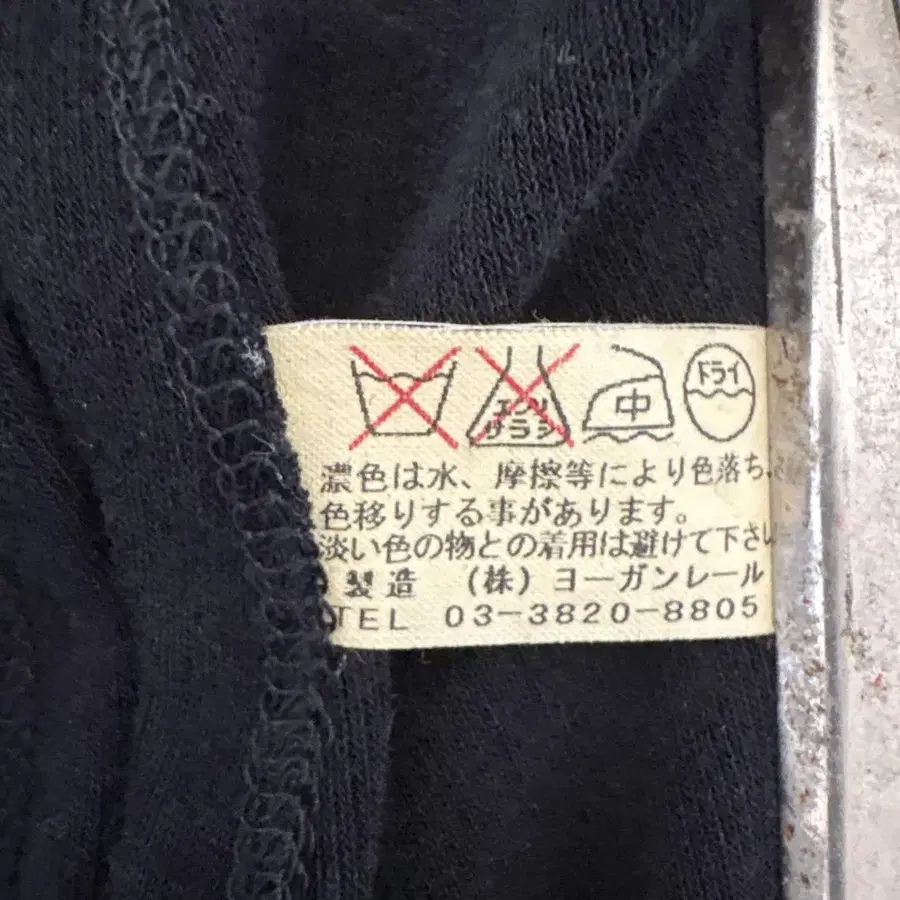 エンソ サラシ 中 ドライ
濃色は水、摩擦等により色落ち、
色移りする事があります。
淡い色の物との着用は避けて下さい
製造 (株) ヨーガンレール
TEL 03-3820-8805